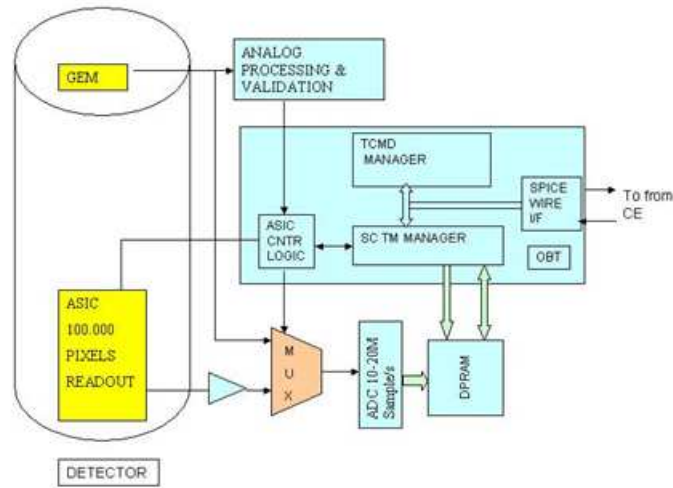 GEM
ANALOG
PROCESSING &
VALIDATION
TCMD
MANAGER
SPICE
WIRE
I/F
To from
CE
ASIC
CNTR
LOGIC
SC TM MANAGER
OBT
ASIC
100.000
PIXELS
READOUT
M
U
X
ADC 10-20M
Sample/s
DPRAM
DETECTOR